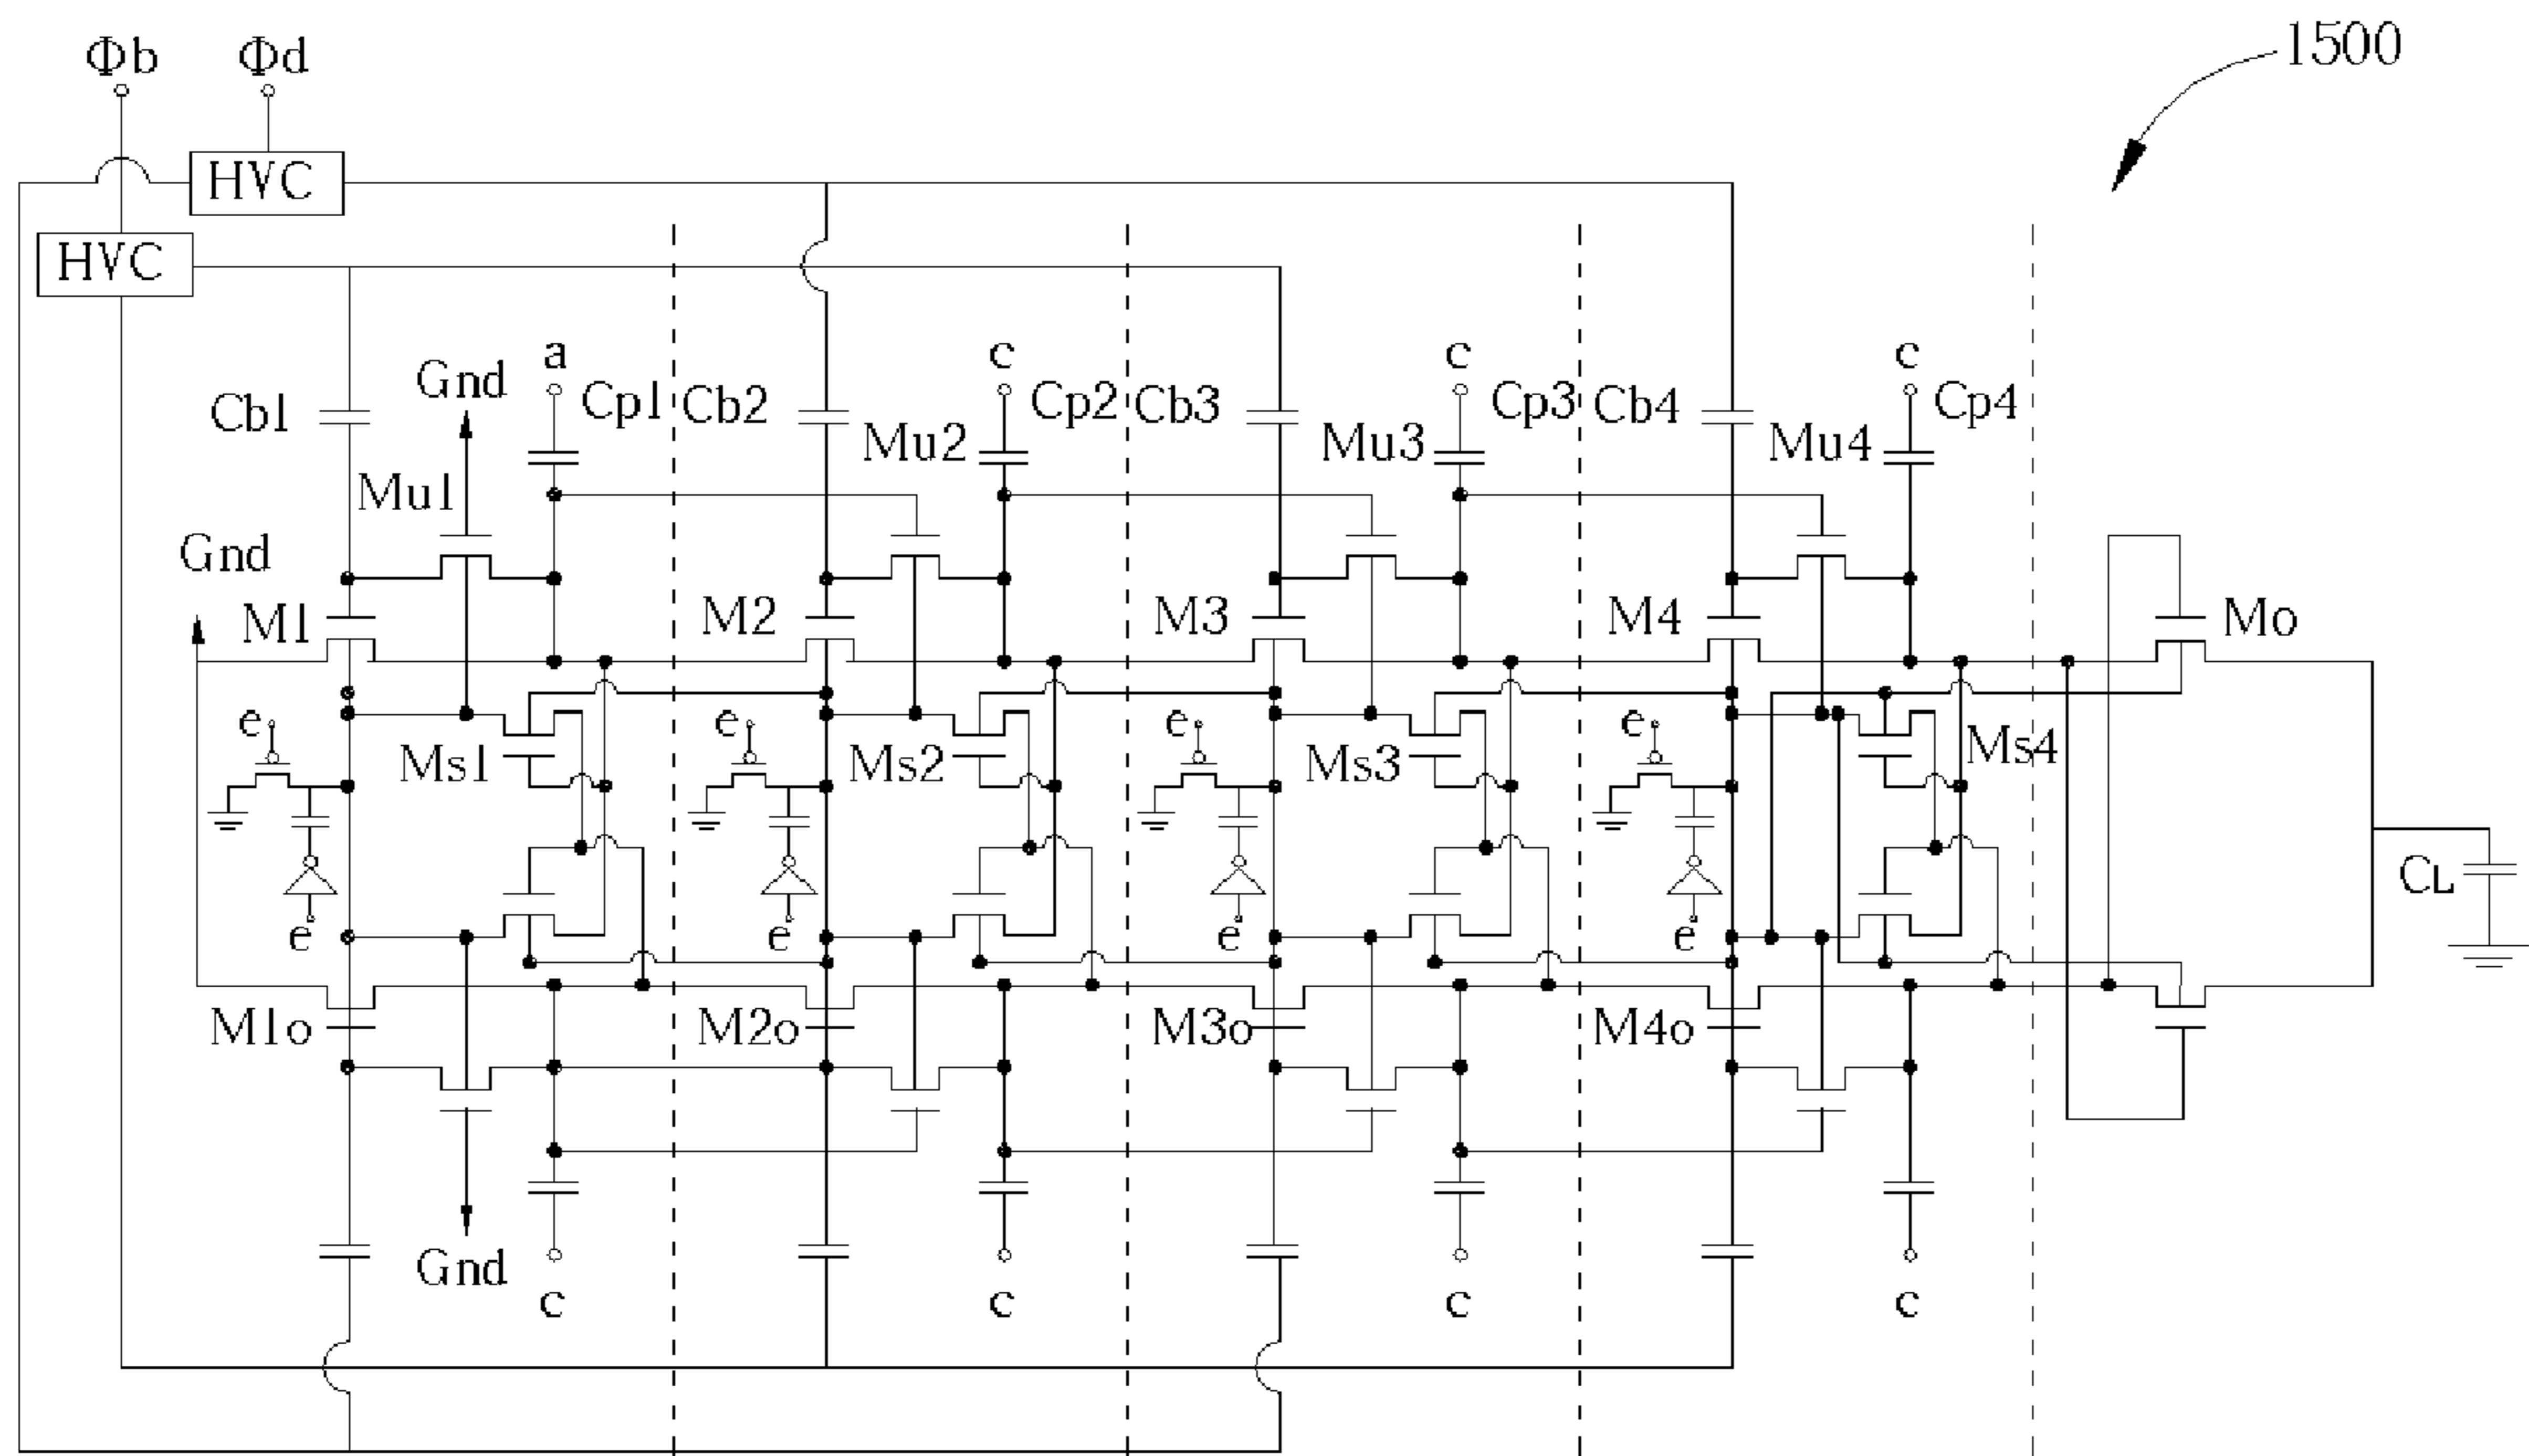 Φb Φd 1500
HVC
HVC
a c c c
Gnd
Cb1 Cp1 Cb2 Cp2 Cb3 Cp3 Cb4 Cp4
Mu1 Mu2 Mu3 Mu4
Gnd
M1 M2 M3 M4 Mo
e e e e
Ms1 Ms2 Ms3 Ms4
CL
e e e e
M1o M2o M3o M4o
Gnd
c c c c